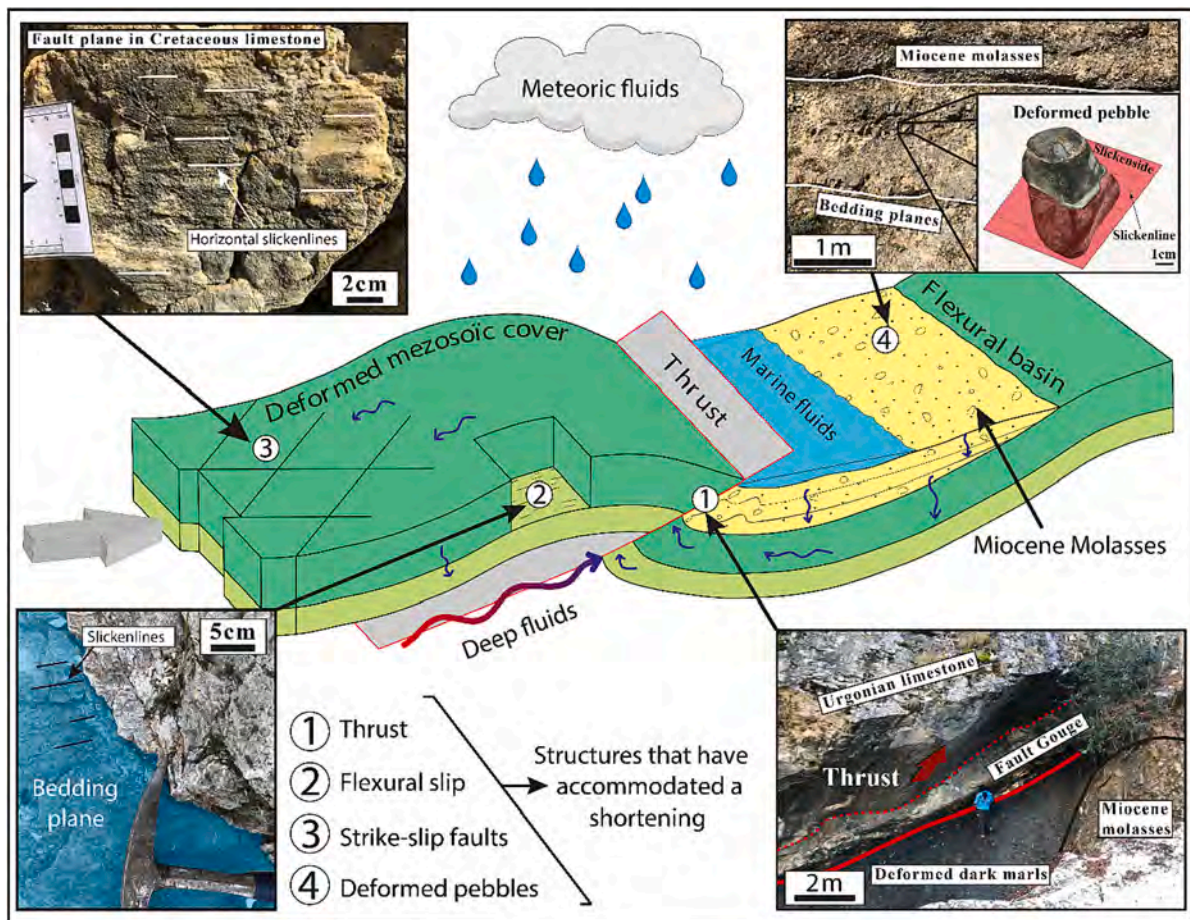 Fault plane in Cretaceous limestone
Horizontal slickenlines
2cm
Meteoric fluids
Miocene molasses
Deformed pebble
Slickenside
Slickenline
1cm
Bedding planes
1m
Deformed mezosoïc cover
Thrust
Marine fluids
Flexural basin
4
3
2
1
Miocene Molasses
Deep fluids
Slickenlines
5cm
Bedding
plane
1 Thrust
2 Flexural slip
3 Strike-slip faults
4 Deformed pebbles
Structures that have
accommodated a
shortening
Urgonian limestone
Thrust
Fault Gouge
Miocene
molasses
Deformed dark marls
2m